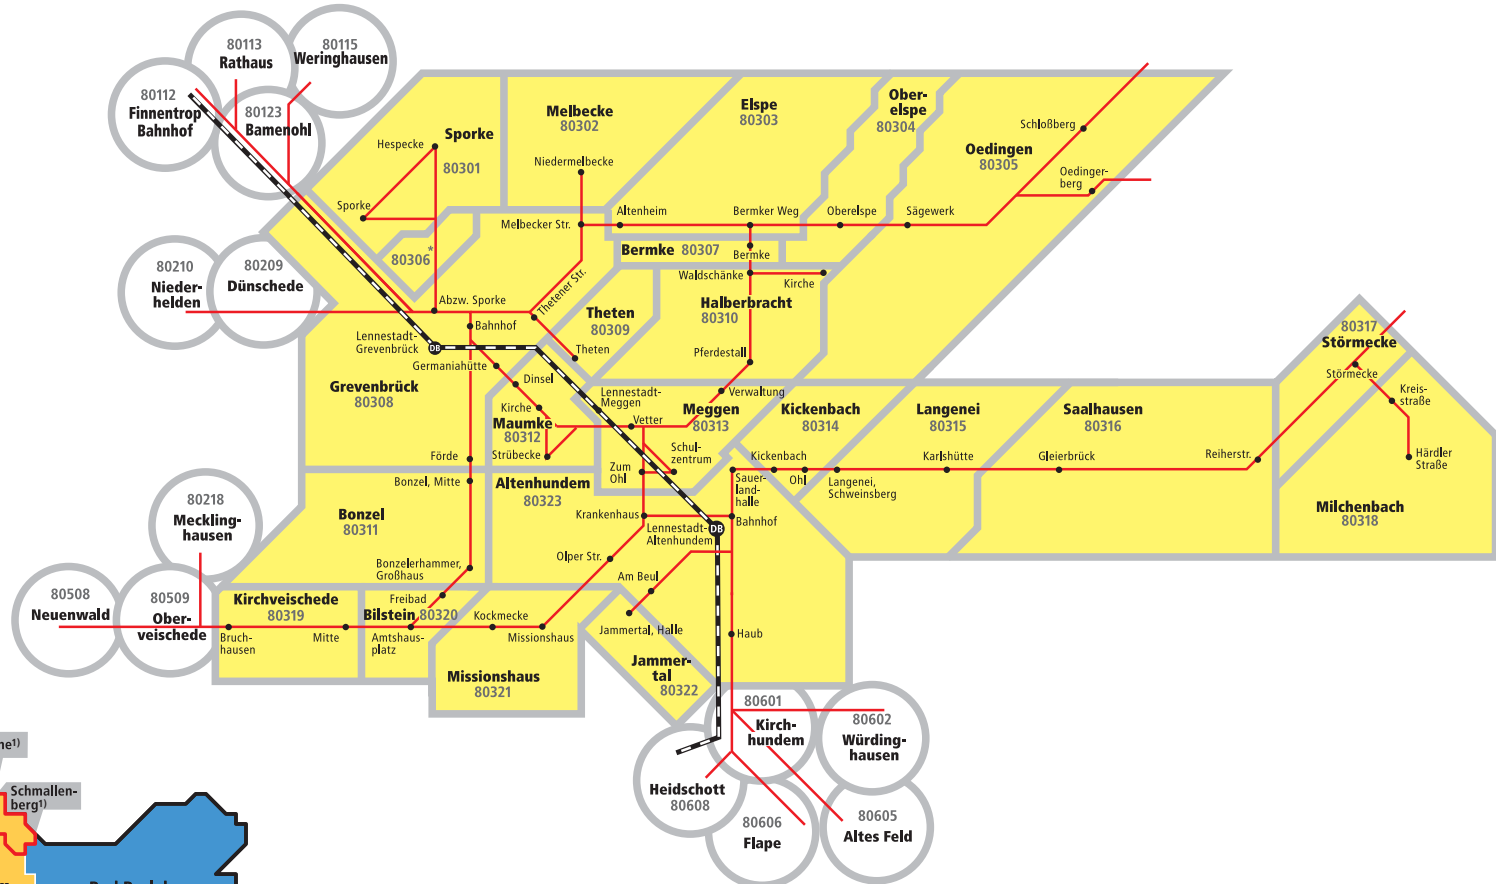 80113
Rathaus
80115
Weringhausen
80112
Finnentrop
Bahnhof
80123
Bamenohl
Sporke
80301
Hespecke
Sporke
80306*
Melbecke
80302
Niedermelbecke
Melbecker Str.
Elspe
80303
Ober-
elspe
80304
Oedingen
80305
Schloßberg
Oedinger-
berg
Altenheim
Bermker Weg
Oberelspe
Sägewerk
Bermke 80307
Bermke
Waldschänke
Kirche
80210
Nieder-
helden
80209
Dünschede
Abzw. Sporke
Thetener Str.
Bahnhof
Theten
80309
Theten
Halberbracht
80310
Pferdestall
Lennestadt-
Grevenbrück
DB
Germaniahütte
Dinsel
Kirche
Grevenbrück
80308
Maumke
80312
Strübecke
Lennestadt-
Meggen
Vetter
Verwaltung
Meggen
80313
Kickenbach
80314
Langenei
80315
Saalhausen
80316
80317
Störmecke
Störmecke
Kreis-
straße
Härdler
Straße
Reiherstr.
Milchenbach
80318
Förde
Bonzel, Mitte
Altenhundem
80323
Zum
Ohl
Schul-
zentrum
Sauer-
land-
halle
Kickenbach
Ohl
Langenei,
Schweinsberg
Karlshütte
Gleierbrück
Bonzel
80311
Krankenhaus
Lennestadt-
Altenhundem
DB
Bahnhof
80218
Mecklingj-
hausen
Bonzelerhammer,
Großhaus
Olper Str.
Am Beul
Jammertal, Halle
Haub
80508
Neuenwald
80509
Ober-
veischede
Kirchveischede
80319
Bruch-
hausen
Mitte
Freibad
Bilstein 80320
Amtshaus-
platz
Kockmecke
Missionshaus
Missionshaus
80321
Jammer-
tal
80322
80601
Kirch-
hundem
80602
Würding-
hausen
Heidschott
80608
80606
Flape
80605
Altes Feld
ne¹⁾
Schmallen-
berg¹⁾